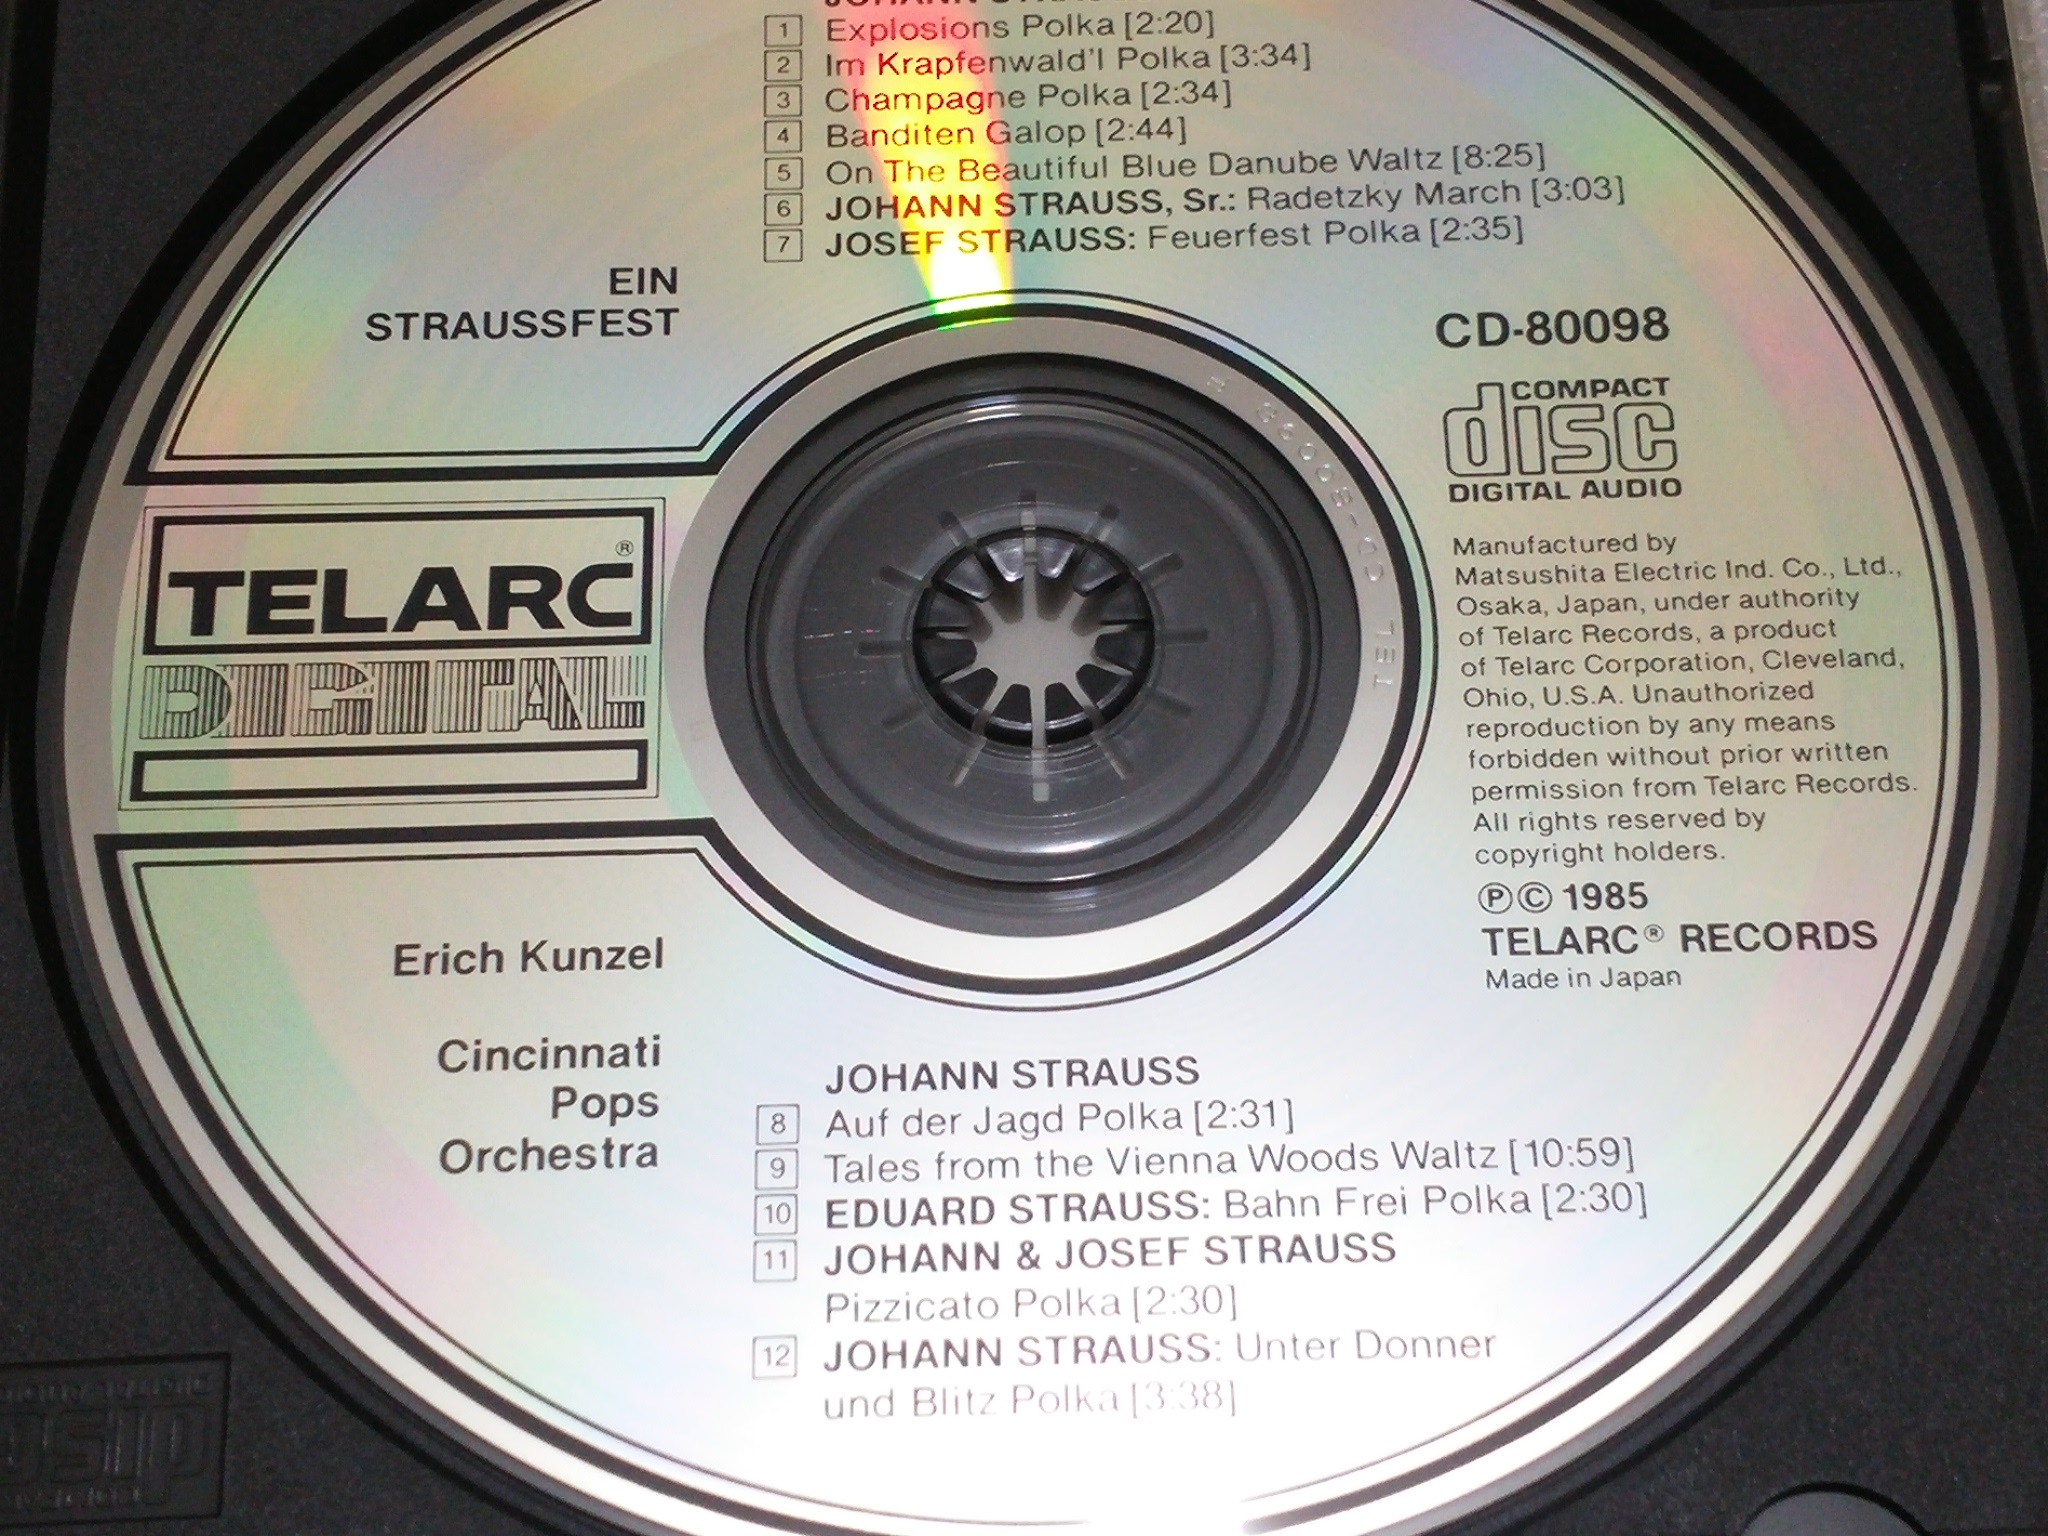 JOHANN STRAUSS
1 Explosions Polka [2:20]
2 Im Krapfenwald'l Polka [3:34]
3 Champagne Polka [2:34]
4 Banditen Galop [2:44]
5 On The Beautiful Blue Danube Waltz [8:25]
6 JOHANN STRAUSS, Sr.: Radetzky March [3:03]
7 JOSEF STRAUSS: Feuerfest Polka [2:35]
EIN
STRAUSSFEST
CD-80098
COMPACT
disc
DIGITAL AUDIO
TELARC®
DIGITAL
Manufactured by
Matsushita Electric Ind. Co., Ltd.,
Osaka, Japan, under authority
of Telarc Records, a product
of Telarc Corporation, Cleveland,
Ohio, U.S.A. Unauthorized
reproduction by any means
forbidden without prior written
permission from Telarc Records.
All rights reserved by
copyright holders.
℗© 1985
TELARC® RECORDS
Made in Japan
Erich Kunzel
Cincinnati
Pops
Orchestra
JOHANN STRAUSS
8 Auf der Jagd Polka [2:31]
9 Tales from the Vienna Woods Waltz [10:59]
10 EDUARD STRAUSS: Bahn Frei Polka [2:30]
11 JOHANN & JOSEF STRAUSS
Pizzicato Polka [2:30]
12 JOHANN STRAUSS: Unter Donner
und Blitz Polka [3:38]
disc